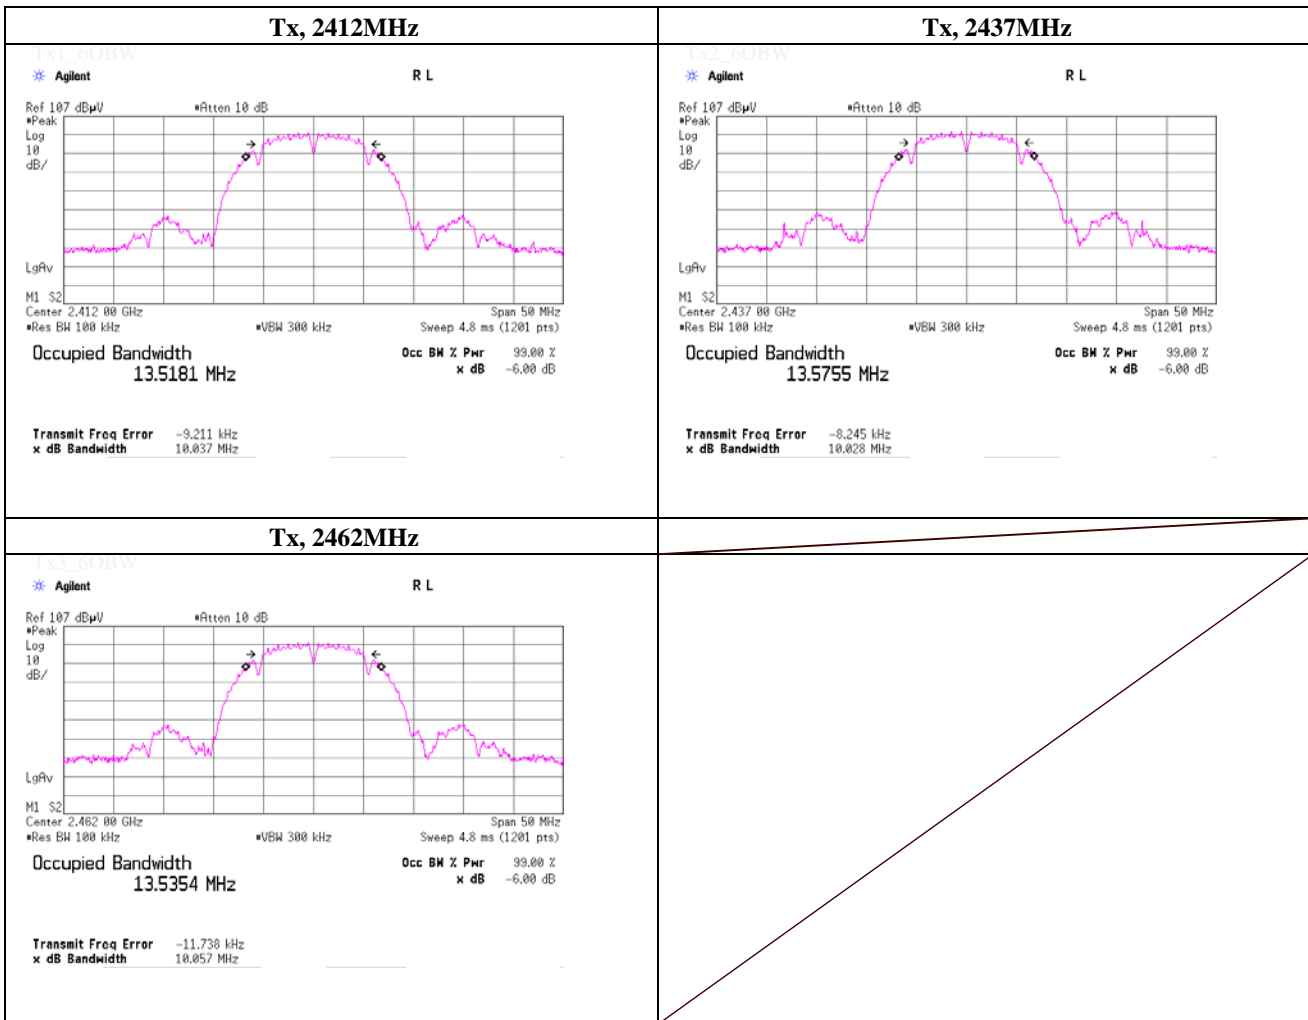 Tx, 2412MHz
Tx1_6OBW
Agilent
R L
Ref 107 dBµV
#Atten 10 dB
#Peak
Log
10
dB/
LgAv
M1 S2
Center 2.412 00 GHz
Span 50 MHz
#Res BW 100 kHz
#VBW 300 kHz
Sweep 4.8 ms (1201 pts)
Occupied Bandwidth
13.5181 MHz
Occ BW % Pwr 99.00 %
x dB -6.00 dB
Transmit Freq Error -9.211 kHz
x dB Bandwidth 10.037 MHz
Tx, 2437MHz
Tx2_6OBW
Agilent
R L
Ref 107 dBµV
#Atten 10 dB
#Peak
Log
10
dB/
LgAv
M1 S2
Center 2.437 00 GHz
Span 50 MHz
#Res BW 100 kHz
#VBW 300 kHz
Sweep 4.8 ms (1201 pts)
Occupied Bandwidth
13.5755 MHz
Occ BW % Pwr 99.00 %
x dB -6.00 dB
Transmit Freq Error -8.245 kHz
x dB Bandwidth 10.028 MHz
Tx, 2462MHz
Tx3_6OBW
Agilent
R L
Ref 107 dBµV
#Atten 10 dB
#Peak
Log
10
dB/
LgAv
M1 S2
Center 2.462 00 GHz
Span 50 MHz
#Res BW 100 kHz
#VBW 300 kHz
Sweep 4.8 ms (1201 pts)
Occupied Bandwidth
13.5354 MHz
Occ BW % Pwr 99.00 %
x dB -6.00 dB
Transmit Freq Error -11.738 kHz
x dB Bandwidth 10.057 MHz